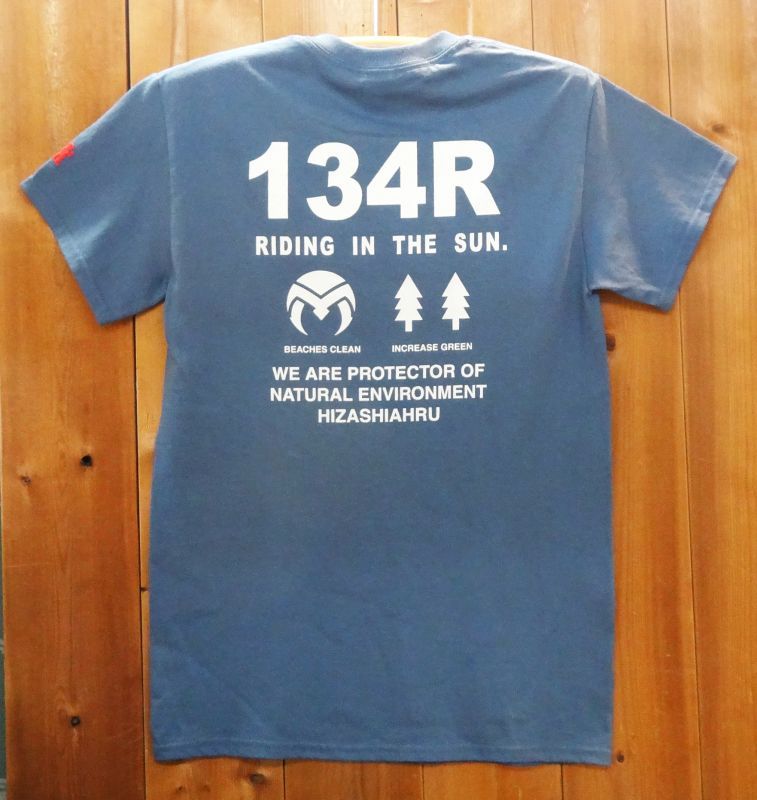 134R
RIDING IN THE SUN.
BEACHES CLEAN INCREASE GREEN
WE ARE PROTECTOR OF
NATURAL ENVIRONMENT
HIZASHIAHRU